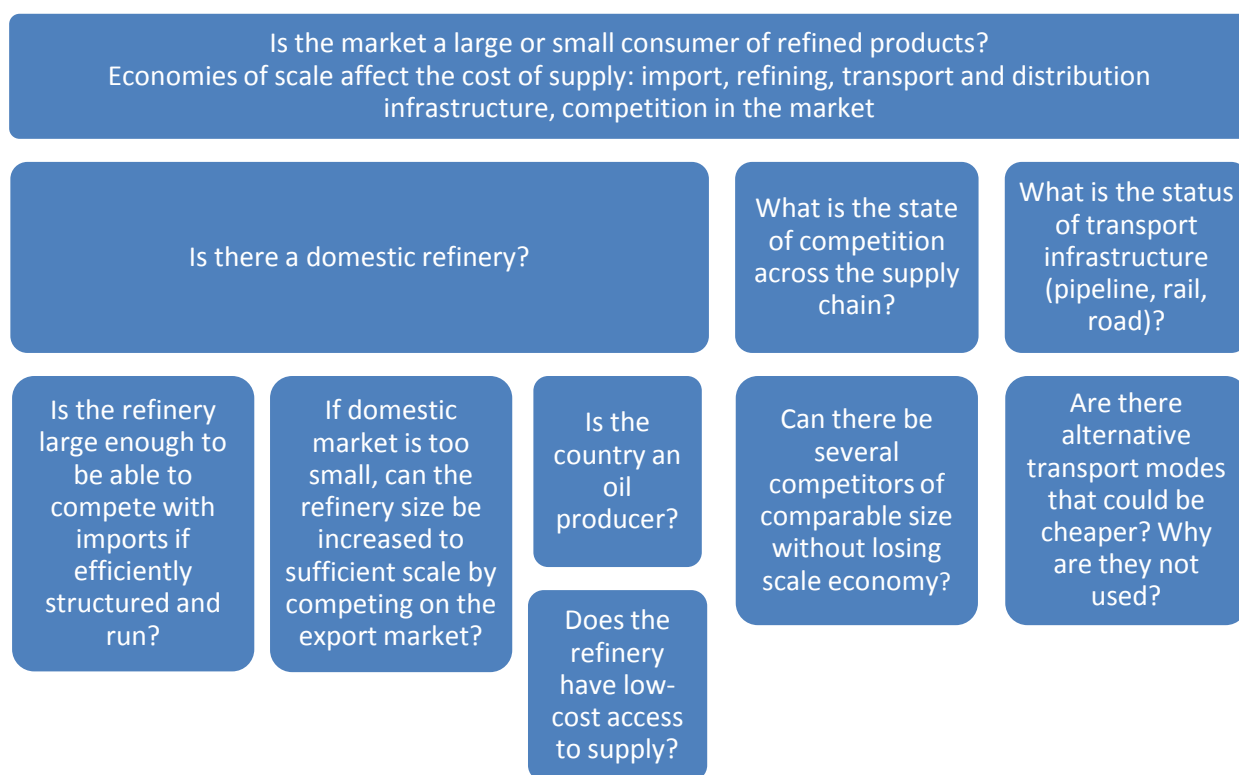 Is the market a large or small consumer of refined products?
Economies of scale affect the cost of supply: import, refining, transport and distribution
infrastructure, competition in the market
Is there a domestic refinery?
What is the state
of competition
across the supply
chain?
What is the status
of transport
infrastructure
(pipeline, rail,
road)?
Is the refinery
large enough to
be able to
compete with
imports if
efficiently
structured and
run?
If domestic
market is too
small, can the
refinery size be
increased to
sufficient scale by
competing on the
export market?
Is the
country an
oil
producer?
Does the
refinery
have low-
cost access
to supply?
Can there be
several
competitors of
comparable size
without losing
scale economy?
Are there
alternative
transport modes
that could be
cheaper? Why
are they not
used?